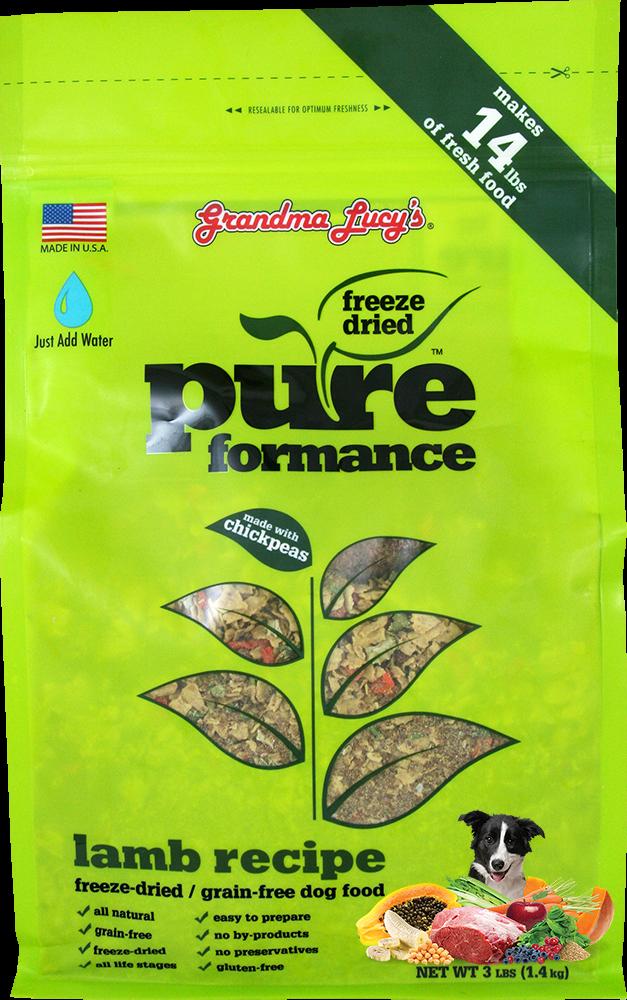 makes
14 lbs
of fresh food
◄◄ RESEALABLE FOR OPTIMUM FRESHNESS ►►
Grandma Lucy's®
MADE IN U.S.A.
Just Add Water
freeze
dried
pure™
formance
made with
chickpeas
lamb recipe
freeze-dried / grain-free dog food
✓ all natural
✓ grain-free
✓ freeze-dried
✓ all life stages
✓ easy to prepare
✓ no by-products
✓ no preservatives
✓ gluten-free
NET WT 3 LBS (1.4 kg)